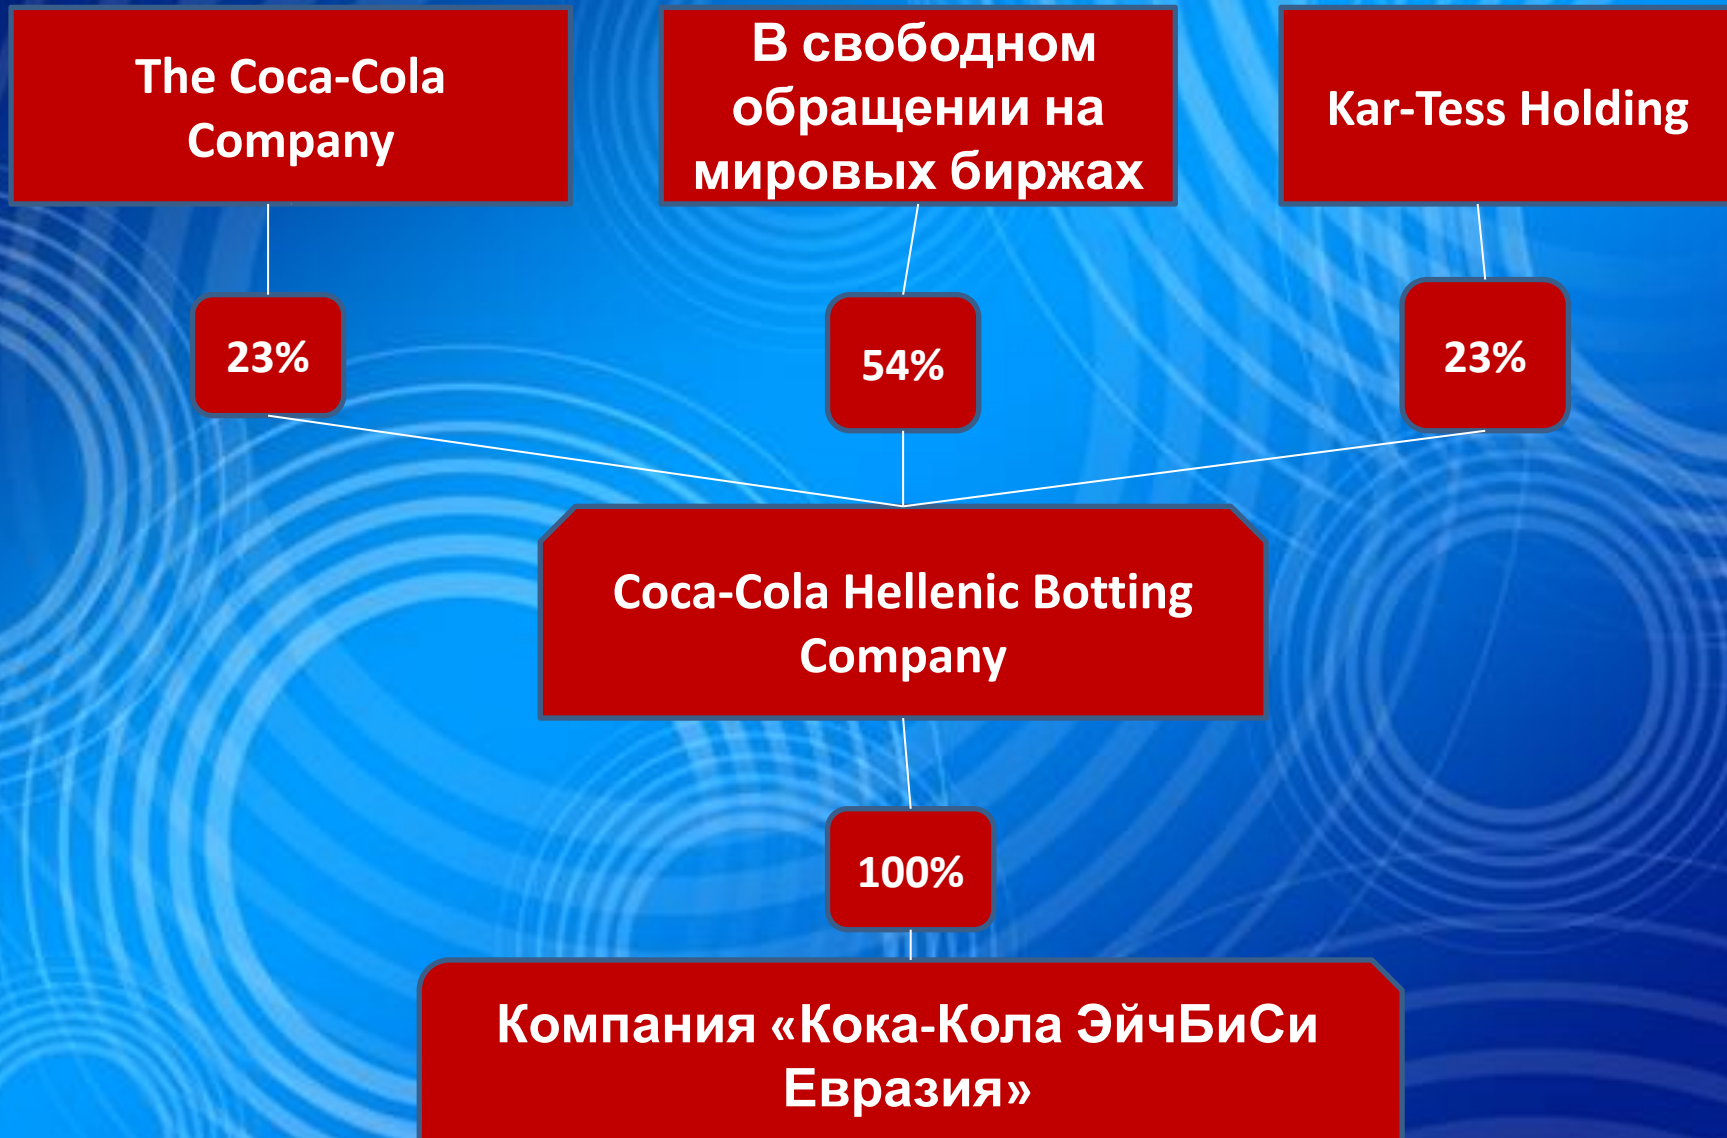 The Coca-Cola
Company
В свободном
обращении на
мировых биржах
Kar-Tess Holding
23%
54%
23%
Coca-Cola Hellenic Botting
Company
100%
Компания «Кока-Кола ЭйчБиСи
Евразия»